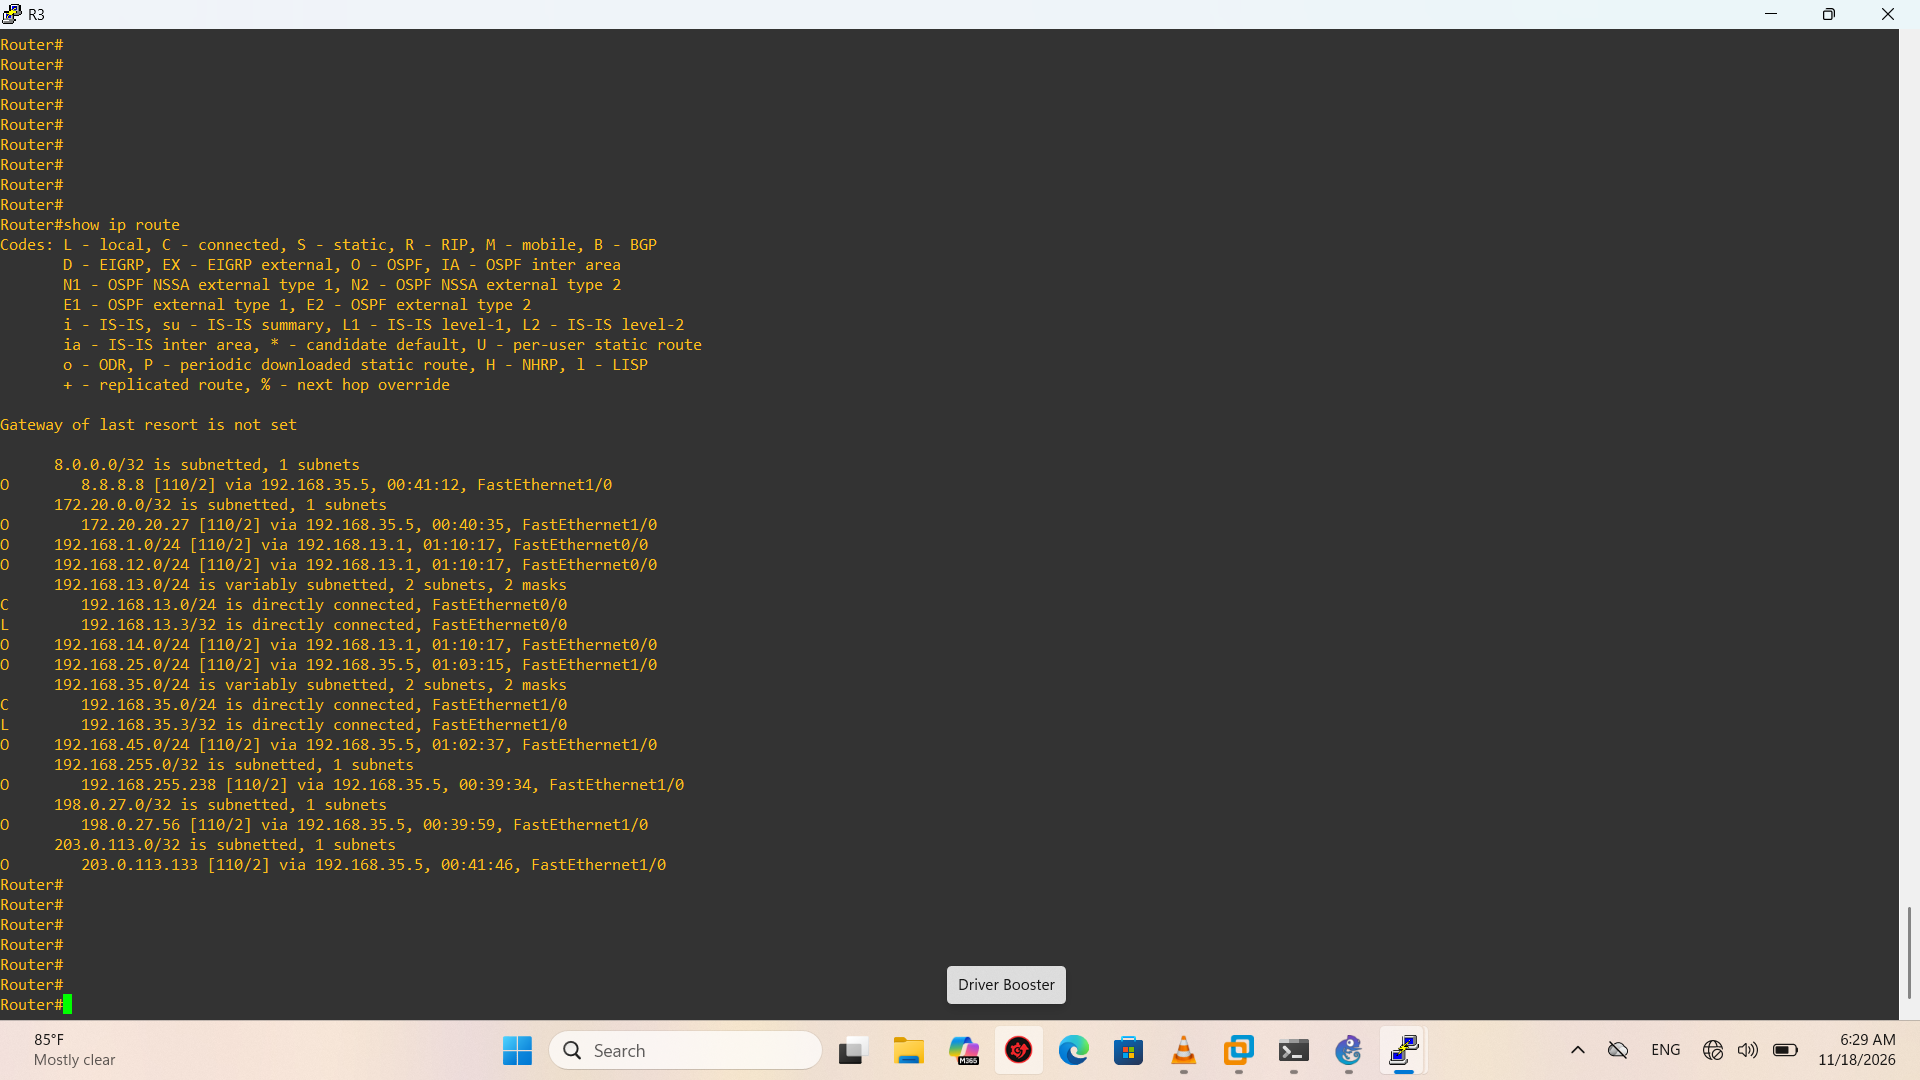 R3
Router#
Router#
Router#
Router#
Router#
Router#
Router#
Router#
Router#
Router#show ip route
Codes: L - local, C - connected, S - static, R - RIP, M - mobile, B - BGP
       D - EIGRP, EX - EIGRP external, O - OSPF, IA - OSPF inter area
       N1 - OSPF NSSA external type 1, N2 - OSPF NSSA external type 2
       E1 - OSPF external type 1, E2 - OSPF external type 2
       i - IS-IS, su - IS-IS summary, L1 - IS-IS level-1, L2 - IS-IS level-2
       ia - IS-IS inter area, * - candidate default, U - per-user static route
       o - ODR, P - periodic downloaded static route, H - NHRP, l - LISP
       + - replicated route, % - next hop override
Gateway of last resort is not set
      8.0.0.0/32 is subnetted, 1 subnets
O        8.8.8.8 [110/2] via 192.168.35.5, 00:41:12, FastEthernet1/0
      172.20.0.0/32 is subnetted, 1 subnets
O        172.20.20.27 [110/2] via 192.168.35.5, 00:40:35, FastEthernet1/0
O     192.168.1.0/24 [110/2] via 192.168.13.1, 01:10:17, FastEthernet0/0
O     192.168.12.0/24 [110/2] via 192.168.13.1, 01:10:17, FastEthernet0/0
      192.168.13.0/24 is variably subnetted, 2 subnets, 2 masks
C        192.168.13.0/24 is directly connected, FastEthernet0/0
L        192.168.13.3/32 is directly connected, FastEthernet0/0
O     192.168.14.0/24 [110/2] via 192.168.13.1, 01:10:17, FastEthernet0/0
O     192.168.25.0/24 [110/2] via 192.168.35.5, 01:03:15, FastEthernet1/0
      192.168.35.0/24 is variably subnetted, 2 subnets, 2 masks
C        192.168.35.0/24 is directly connected, FastEthernet1/0
L        192.168.35.3/32 is directly connected, FastEthernet1/0
O     192.168.45.0/24 [110/2] via 192.168.35.5, 01:02:37, FastEthernet1/0
      192.168.255.0/32 is subnetted, 1 subnets
O        192.168.255.238 [110/2] via 192.168.35.5, 00:39:34, FastEthernet1/0
      198.0.27.0/32 is subnetted, 1 subnets
O        198.0.27.56 [110/2] via 192.168.35.5, 00:39:59, FastEthernet1/0
      203.0.113.0/32 is subnetted, 1 subnets
O        203.0.113.133 [110/2] via 192.168.35.5, 00:41:46, FastEthernet1/0
Router#
Router#
Router#
Router#
Router#
Router#
Router#
Driver Booster
85°F
Mostly clear
Search
M365
ENG
6:29 AM
11/18/2026